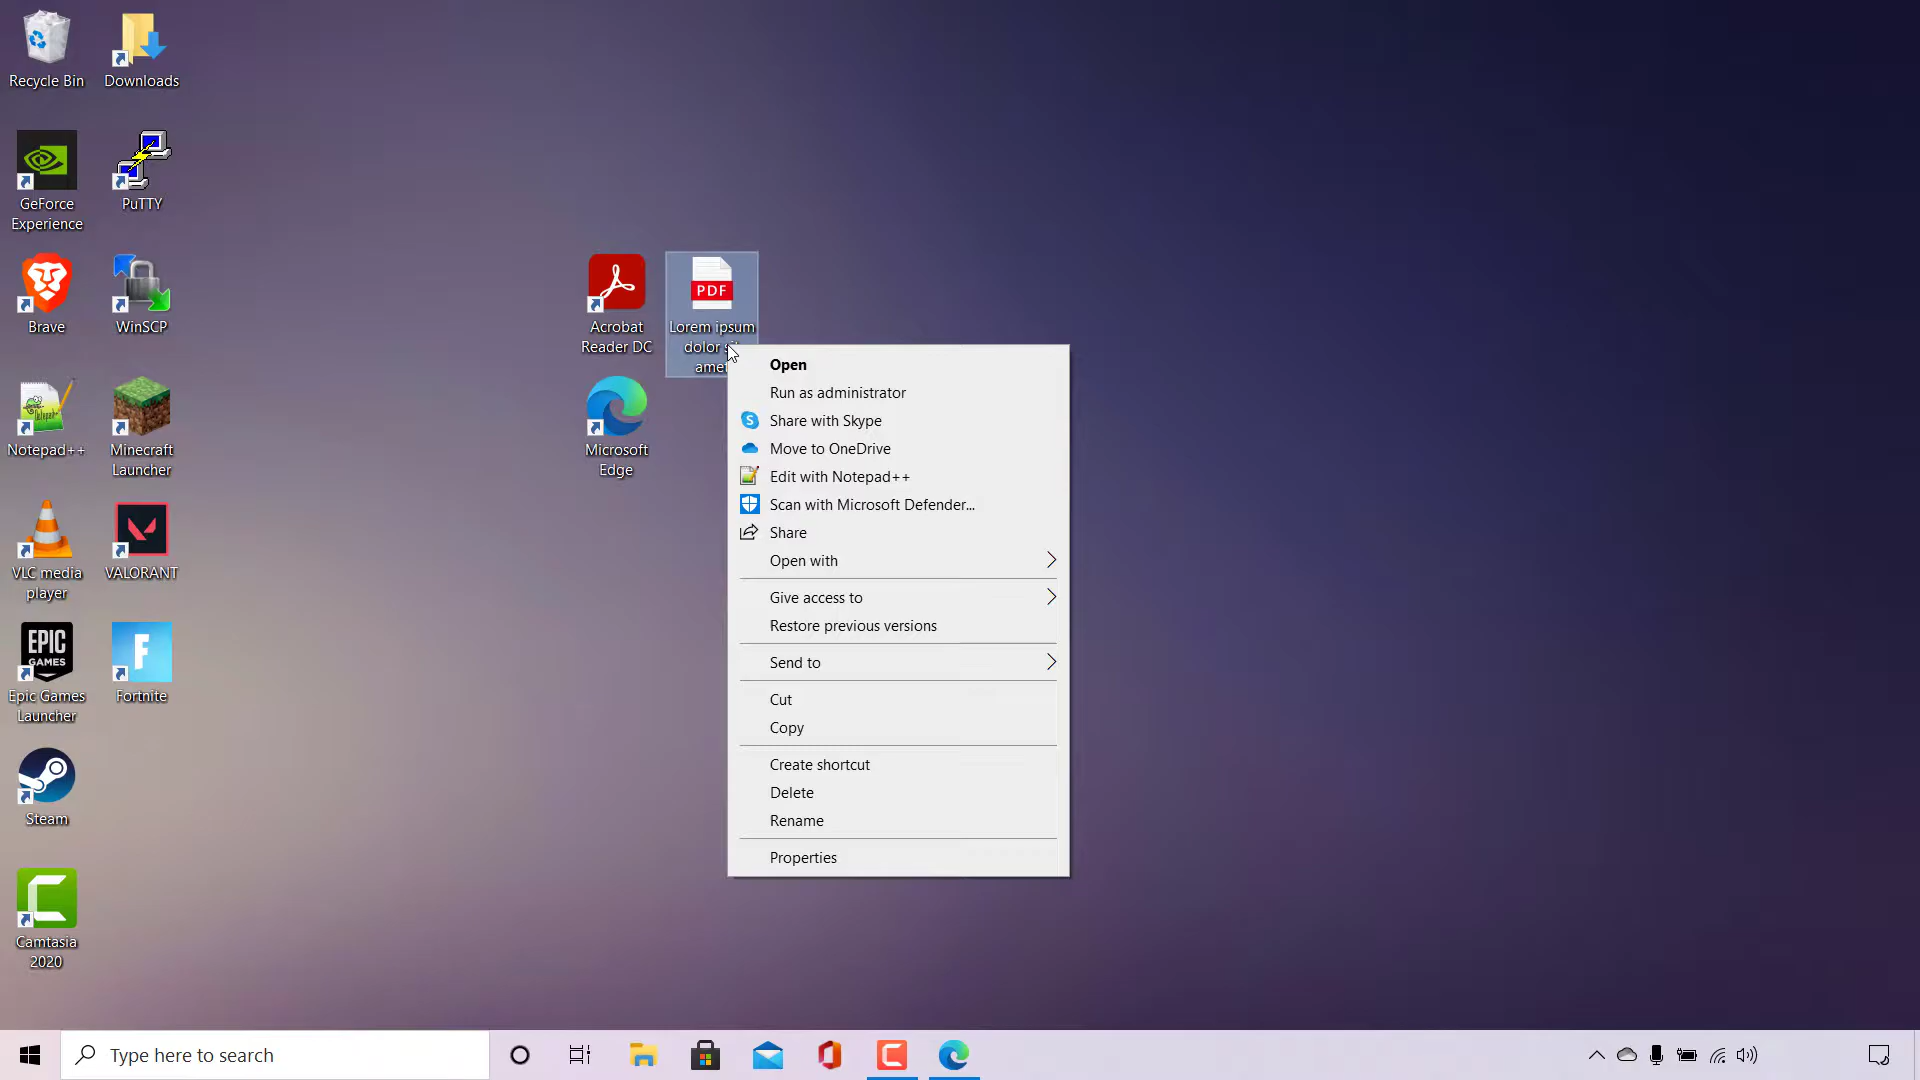 Recycle Bin
Downloads
GeForce
Experience
PuTTY
Brave
WinSCP
Notepad++
Minecraft
Launcher
VLC media
player
VALORANT
EPIC
GAMES
Epic Games
Launcher
F
Fortnite
Steam
C
Camtasia
2020
Acrobat
Reader DC
PDF
Lorem ipsum
dolor sit
amet
Microsoft
Edge
Open
Run as administrator
S
Share with Skype
Move to OneDrive
Edit with Notepad++
Scan with Microsoft Defender...
Share
Open with
Give access to
Restore previous versions
Send to
Cut
Copy
Create shortcut
Delete
Rename
Properties
Type here to search